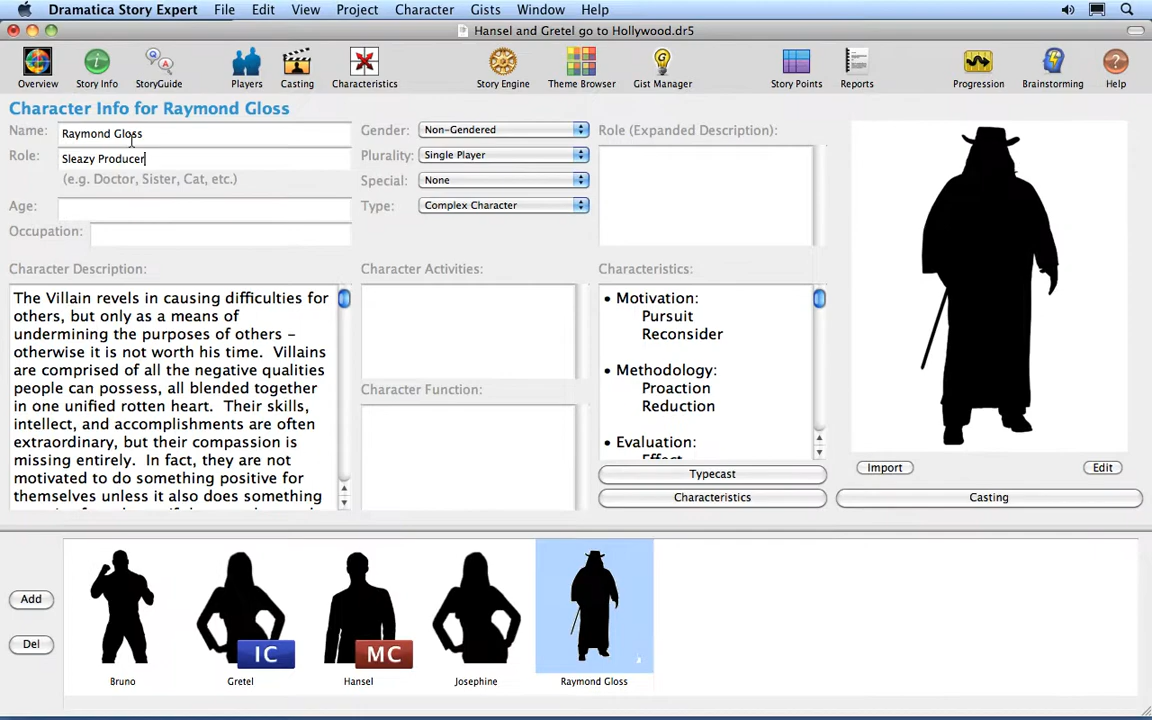 Dramatica Story Expert File Edit View Project Character Gists Window Help
Hansel and Gretel go to Hollywood.dr5
Overview Story Info StoryGuide Players Casting Characteristics Story Engine Theme Browser Gist Manager Story Points Reports Progression Brainstorming Help
Character Info for Raymond Gloss
Name: Raymond Gloss
Role: Sleazy Producer
(e.g. Doctor, Sister, Cat, etc.)
Age:
Occupation:
Gender: Non-Gendered
Plurality: Single Player
Special: None
Type: Complex Character
Role (Expanded Description):
Character Description:
The Villain revels in causing difficulties for
others, but only as a means of
undermining the purposes of others –
otherwise it is not worth his time. Villains
are comprised of all the negative qualities
people can possess, all blended together
in one unified rotten heart. Their skills,
intellect, and accomplishments are often
extraordinary, but their compassion is
missing entirely. In fact, they are not
motivated to do something positive for
themselves unless it also does something
Character Activities:
Character Function:
Characteristics:
• Motivation:
Pursuit
Reconsider
• Methodology:
Proaction
Reduction
• Evaluation:
Effect
Typecast
Characteristics
Import Edit
Casting
Add
Del
IC MC
Bruno Gretel Hansel Josephine Raymond Gloss